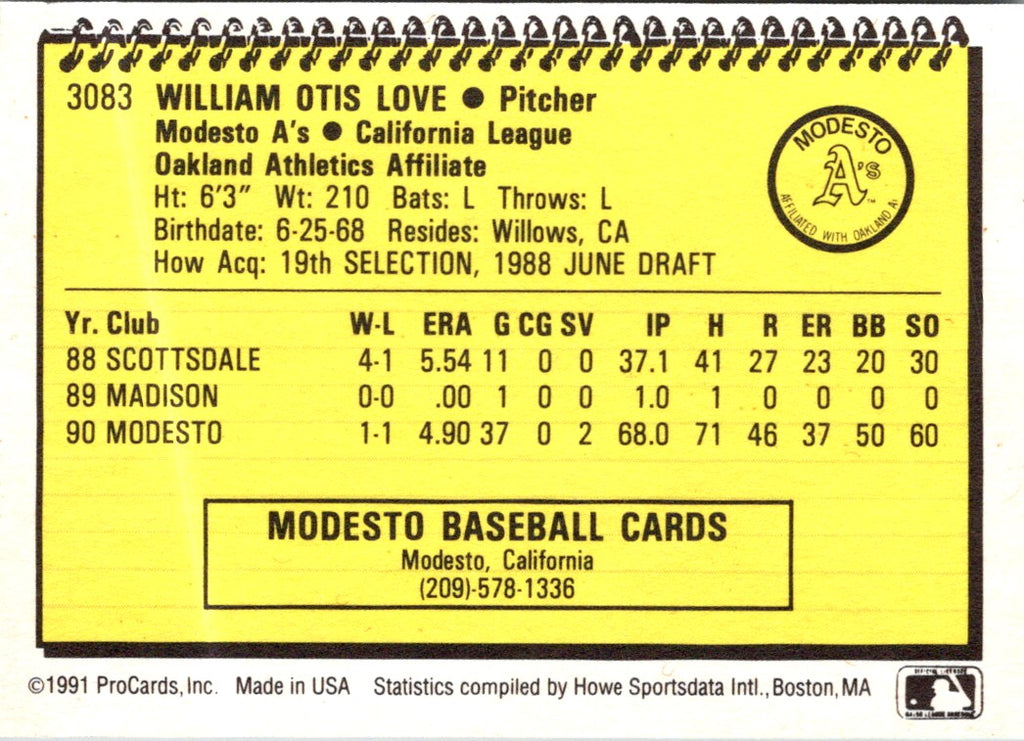 3083 WILLIAM OTIS LOVE ● Pitcher
Modesto A's ● California League
Oakland Athletics Affiliate
Ht: 6'3" Wt: 210 Bats: L Throws: L
Birthdate: 6-25-68 Resides: Willows, CA
How Acq: 19th SELECTION, 1988 JUNE DRAFT
MODESTO
A's
TM
AFFILIATED WITH OAKLAND A's
Yr. Club W-L ERA G CG SV IP H R ER BB SO
88 SCOTTSDALE 4-1 5.54 11 0 0 37.1 41 27 23 20 30
89 MADISON 0-0 .00 1 0 0 1.0 1 0 0 0 0
90 MODESTO 1-1 4.90 37 0 2 68.0 71 46 37 50 60
MODESTO BASEBALL CARDS
Modesto, California
(209)-578-1336
©1991 ProCards, Inc. Made in USA Statistics compiled by Howe Sportsdata Intl., Boston, MA